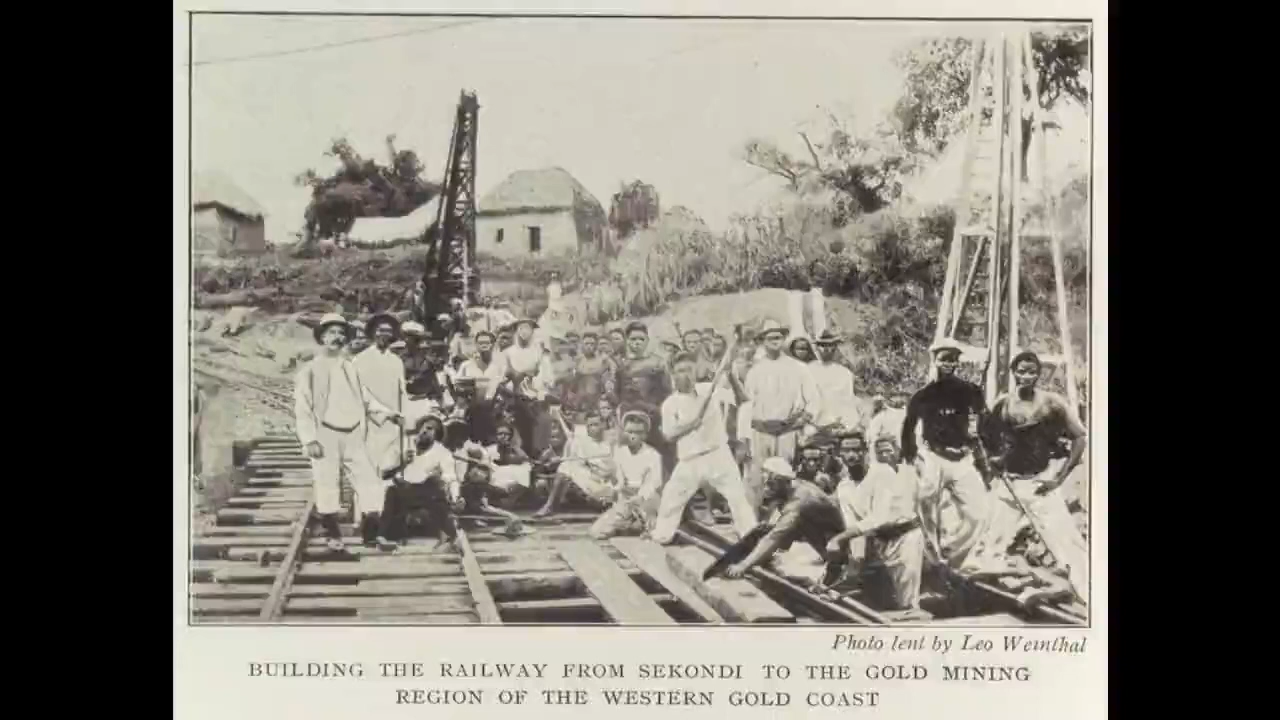 Photo lent by Leo Weinthal
BUILDING THE RAILWAY FROM SEKONDI TO THE GOLD MINING
REGION OF THE WESTERN GOLD COAST